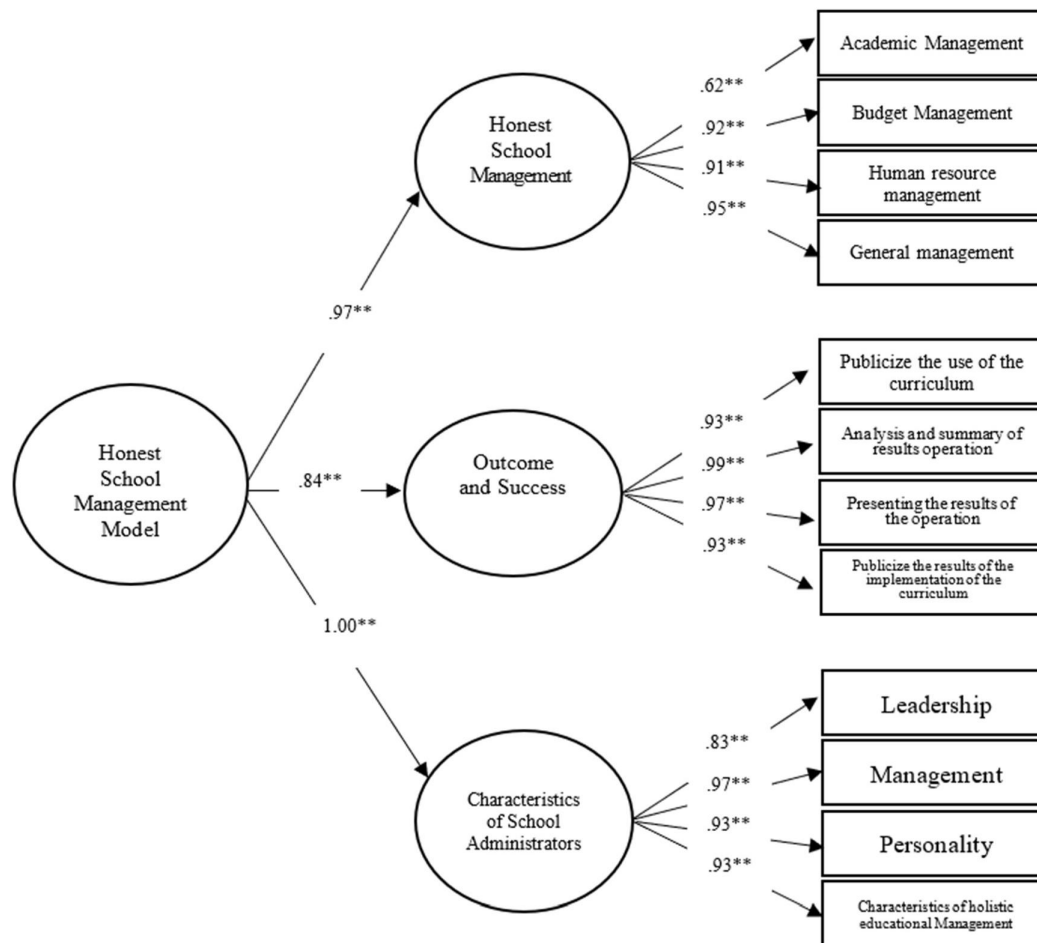 Honest
School
Management
Model
.97**
.84**
1.00**
Honest
School
Management
.62**
.92**
.91**
.95**
Academic Management
Budget Management
Human resource
management
General management
Outcome
and Success
.93**
.99**
.97**
.93**
Publicize the use of the
curriculum
Analysis and summary of
results operation
Presenting the results of
the operation
Publicize the results of the
implementation of the
curriculum
Characteristics
of School
Administrators
.83**
.97**
.93**
.93**
Leadership
Management
Personality
Characteristics of holistic
educational Management